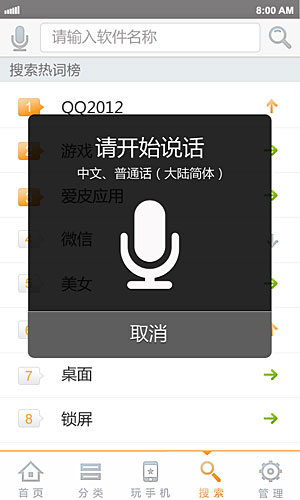 8:00 AM
请输入软件名称
搜索热词榜
1 QQ2012
2 游戏
请开始说话
中文、普通话（大陆简体）
3 爱皮应用
4 微信
5 美女
6
取消
7 桌面
8 锁屏
首页 分类 玩手机 搜索 管理